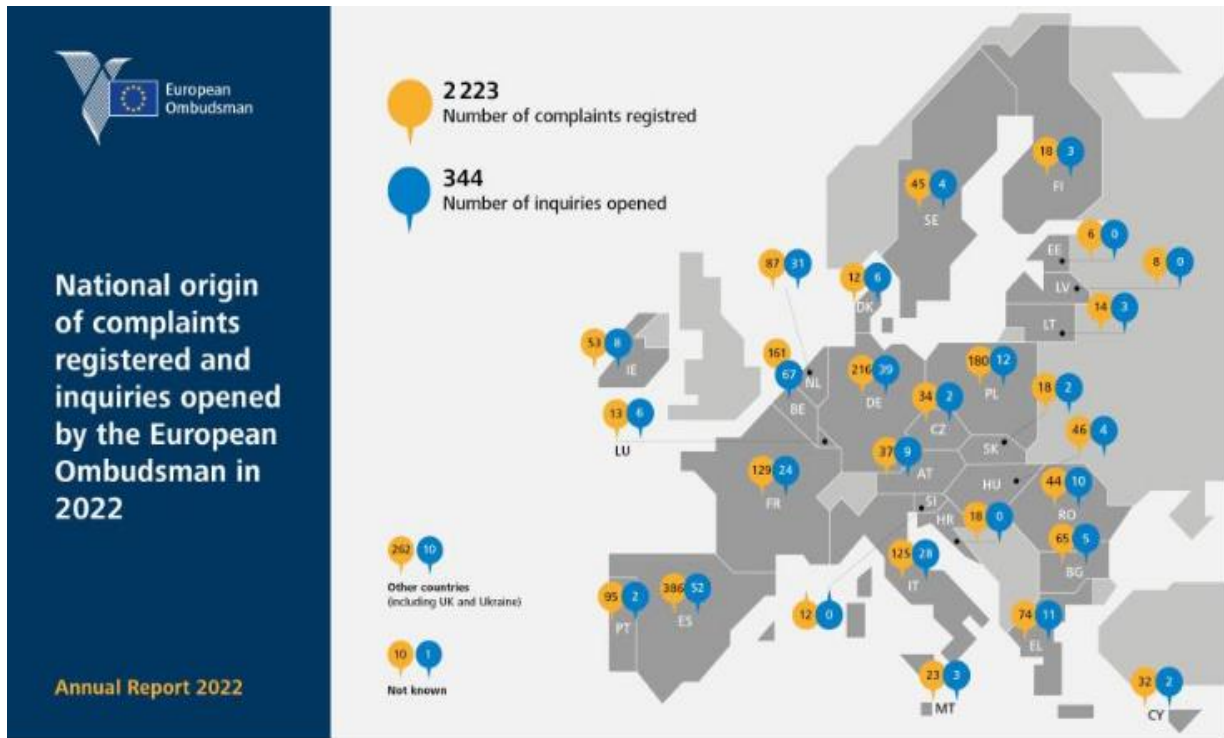 European
Ombudsman
National origin
of complaints
registered and
inquiries opened
by the European
Ombudsman in
2022
Annual Report 2022
2 223
Number of complaints registred
344
Number of inquiries opened
18 3
FI
45 4
SE
6 0
EE
8 0
LV
14 3
LT
87 31
NL
12 6
DK
53 8
IE
161
67
BE
216 39
DE
180 12
PL
34 2
CZ
18 2
SK
13 6
LU
46 4
HU
37 9
AT
129 24
FR
44 10
RO
SI
18 0
HR
65 5
BG
125 28
IT
262 10
Other countries
(including UK and Ukraine)
95 2
PT
386 52
ES
12 0
74 11
EL
10 1
Not known
23 3
MT
32 2
CY